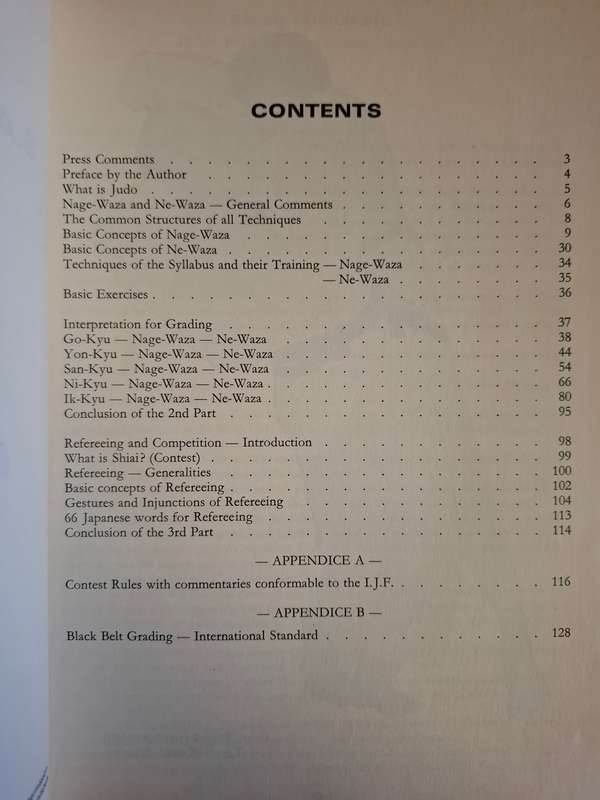 CONTENTS
Press Comments . . . . . . . . . . . . . . . . . . . . 3
Preface by the Author . . . . . . . . . . . . . . . . . . 4
What is Judo . . . . . . . . . . . . . . . . . . . . . 5
Nage-Waza and Ne-Waza — General Comments . . . . . . . . . . . 6
The Common Structures of all Techniques . . . . . . . . . . . . 8
Basic Concepts of Nage-Waza . . . . . . . . . . . . . . . . 9
Basic Concepts of Ne-Waza . . . . . . . . . . . . . . . . . 30
Techniques of the Syllabus and their Training — Nage-Waza . . . . . . . 34
— Ne-Waza . . . . . . . . 35
Basic Exercises . . . . . . . . . . . . . . . . . . . . . 36
Interpretation for Grading . . . . . . . . . . . . . . . . . 37
Go-Kyu — Nage-Waza — Ne-Waza . . . . . . . . . . . . . . 38
Yon-Kyu — Nage-Waza — Ne-Waza . . . . . . . . . . . . . . 44
San-Kyu — Nage-Waza — Ne-Waza . . . . . . . . . . . . . . 54
Ni-Kyu — Nage-Waza — Ne-Waza . . . . . . . . . . . . . . . 66
Ik-Kyu — Nage-Waza — Ne-Waza . . . . . . . . . . . . . . . 80
Conclusion of the 2nd Part . . . . . . . . . . . . . . . . . 95
Refereeing and Competition — Introduction . . . . . . . . . . . . 98
What is Shiai? (Contest) . . . . . . . . . . . . . . . . . . 99
Refereeing — Generalities . . . . . . . . . . . . . . . . . 100
Basic concepts of Refereeing . . . . . . . . . . . . . . . . . 102
Gestures and Injunctions of Refereeing . . . . . . . . . . . . . 104
66 Japanese words for Refereeing . . . . . . . . . . . . . . . 113
Conclusion of the 3rd Part . . . . . . . . . . . . . . . . . 114
— APPENDICE A —
Contest Rules with commentaries conformable to the I.J.F. . . . . . . . . 116
— APPENDICE B —
Black Belt Grading — International Standard . . . . . . . . . . . . 128